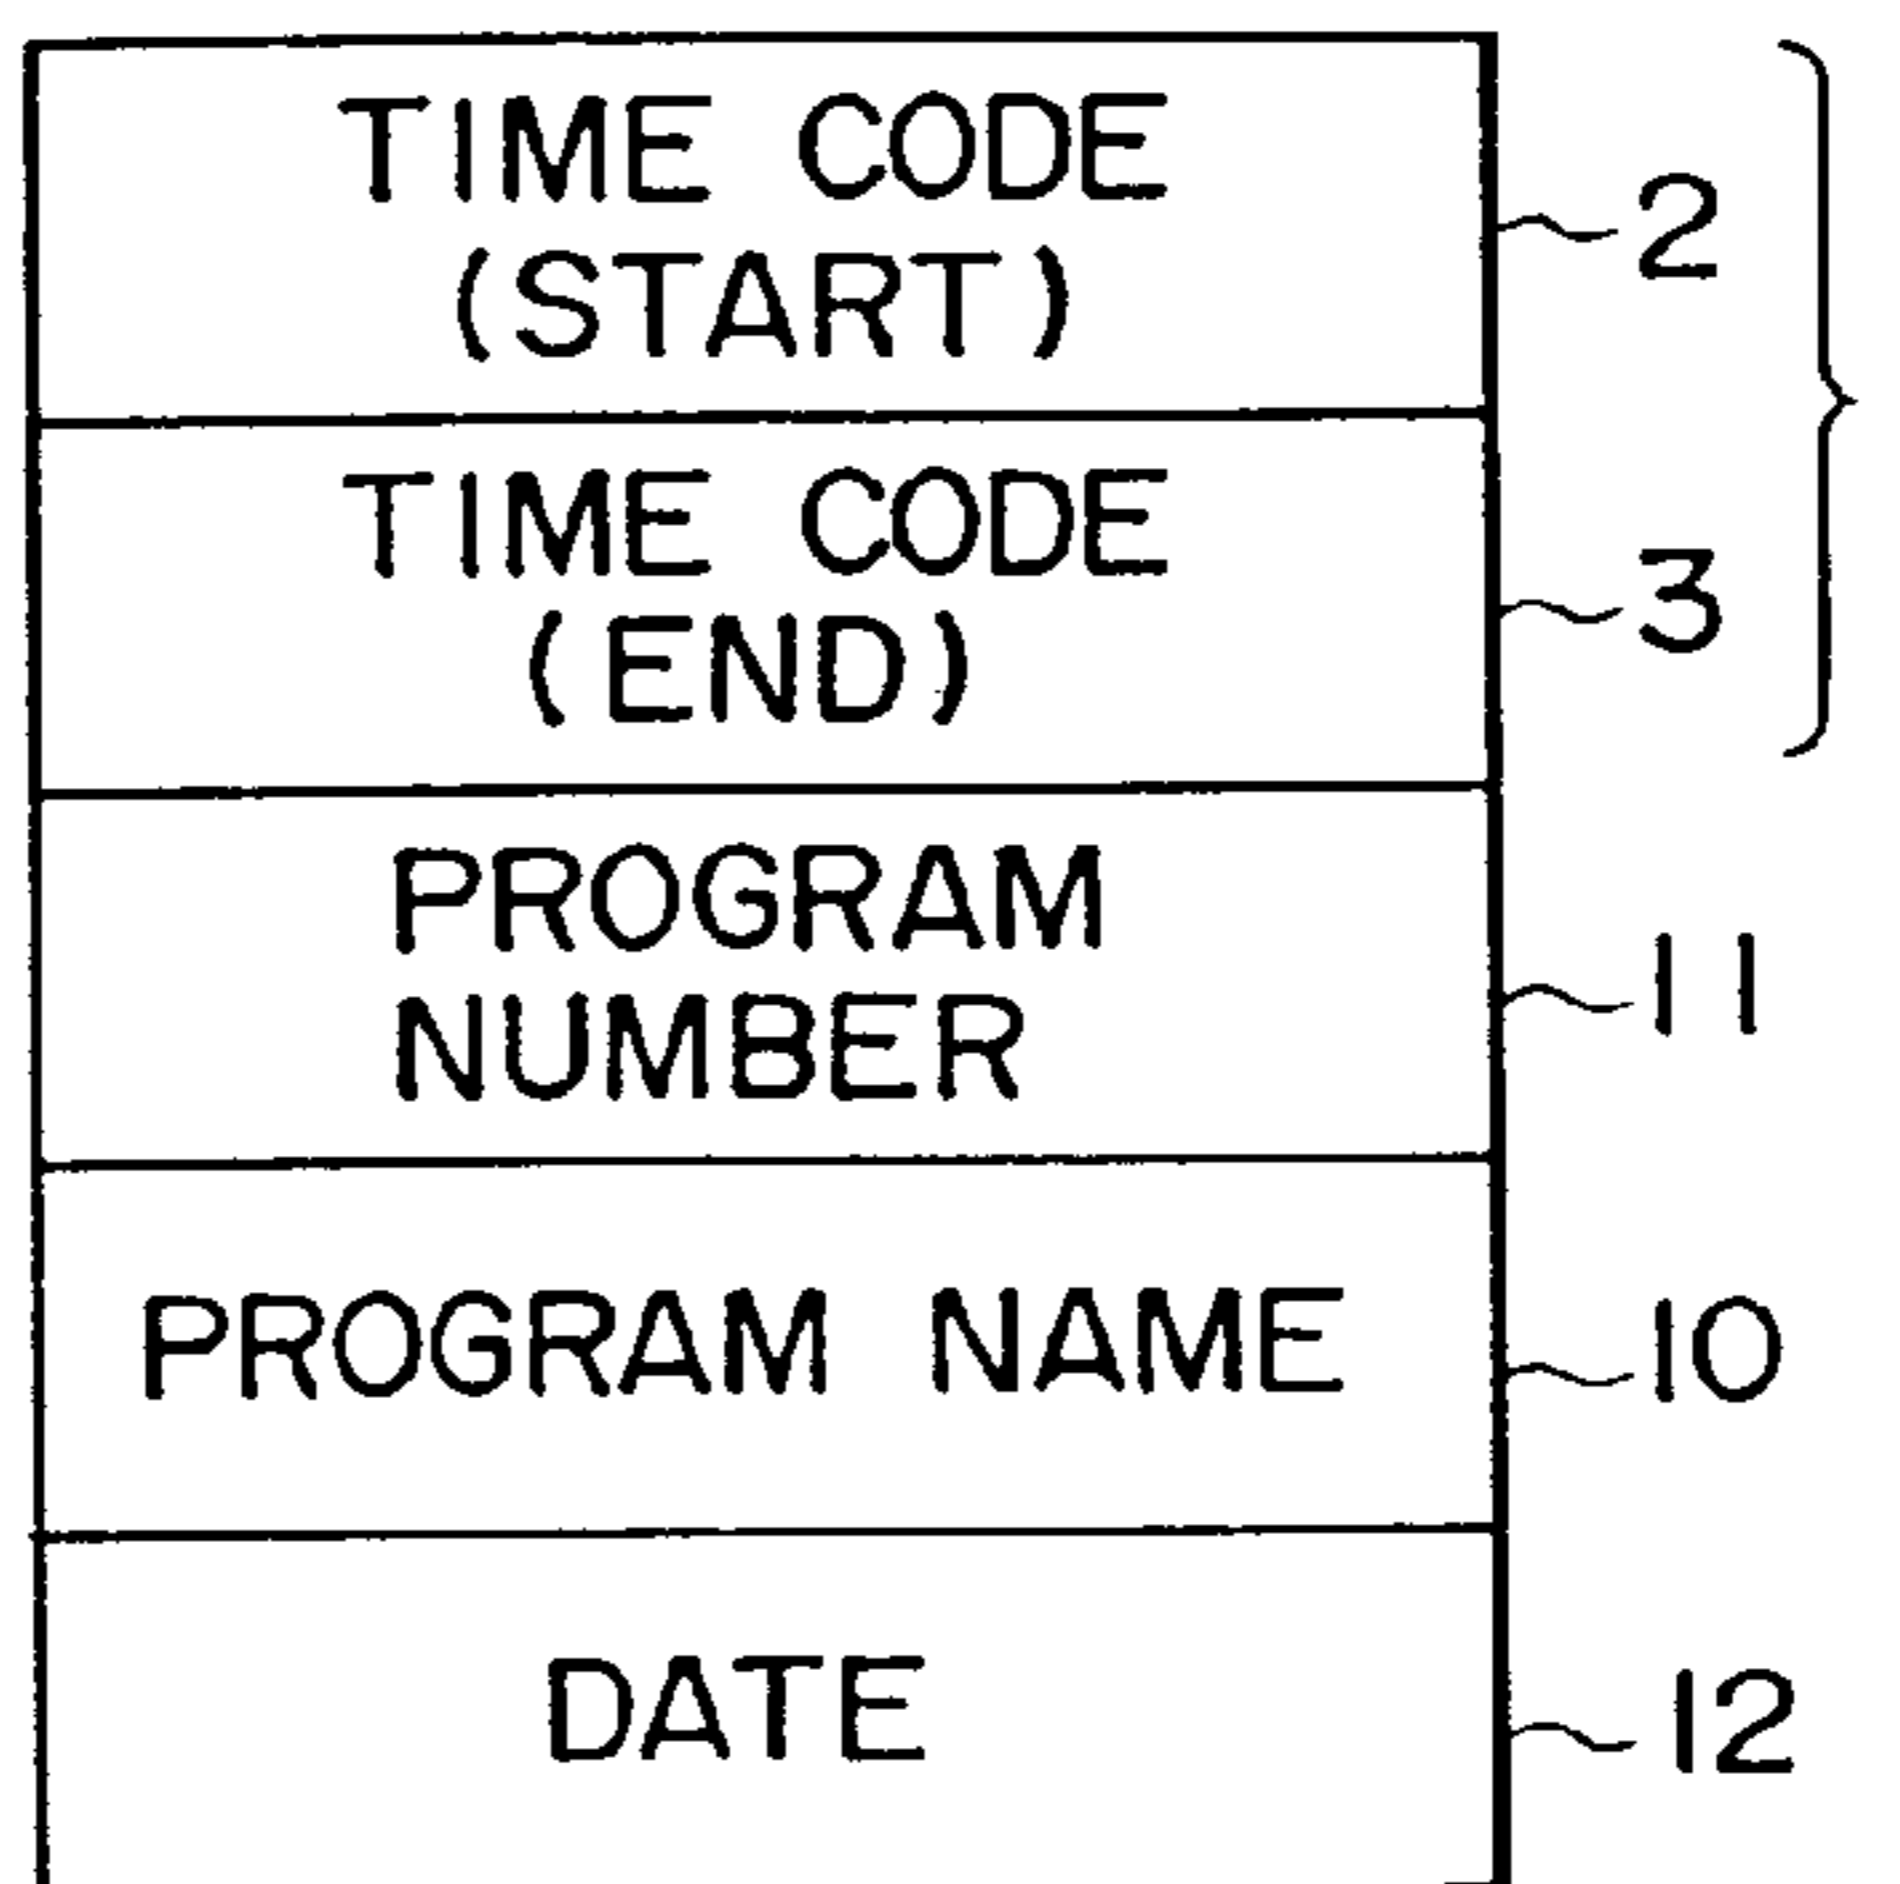 TIME CODE
(START)
2
TIME CODE
(END)
3
PROGRAM
NUMBER
11
PROGRAM NAME
10
DATE
12